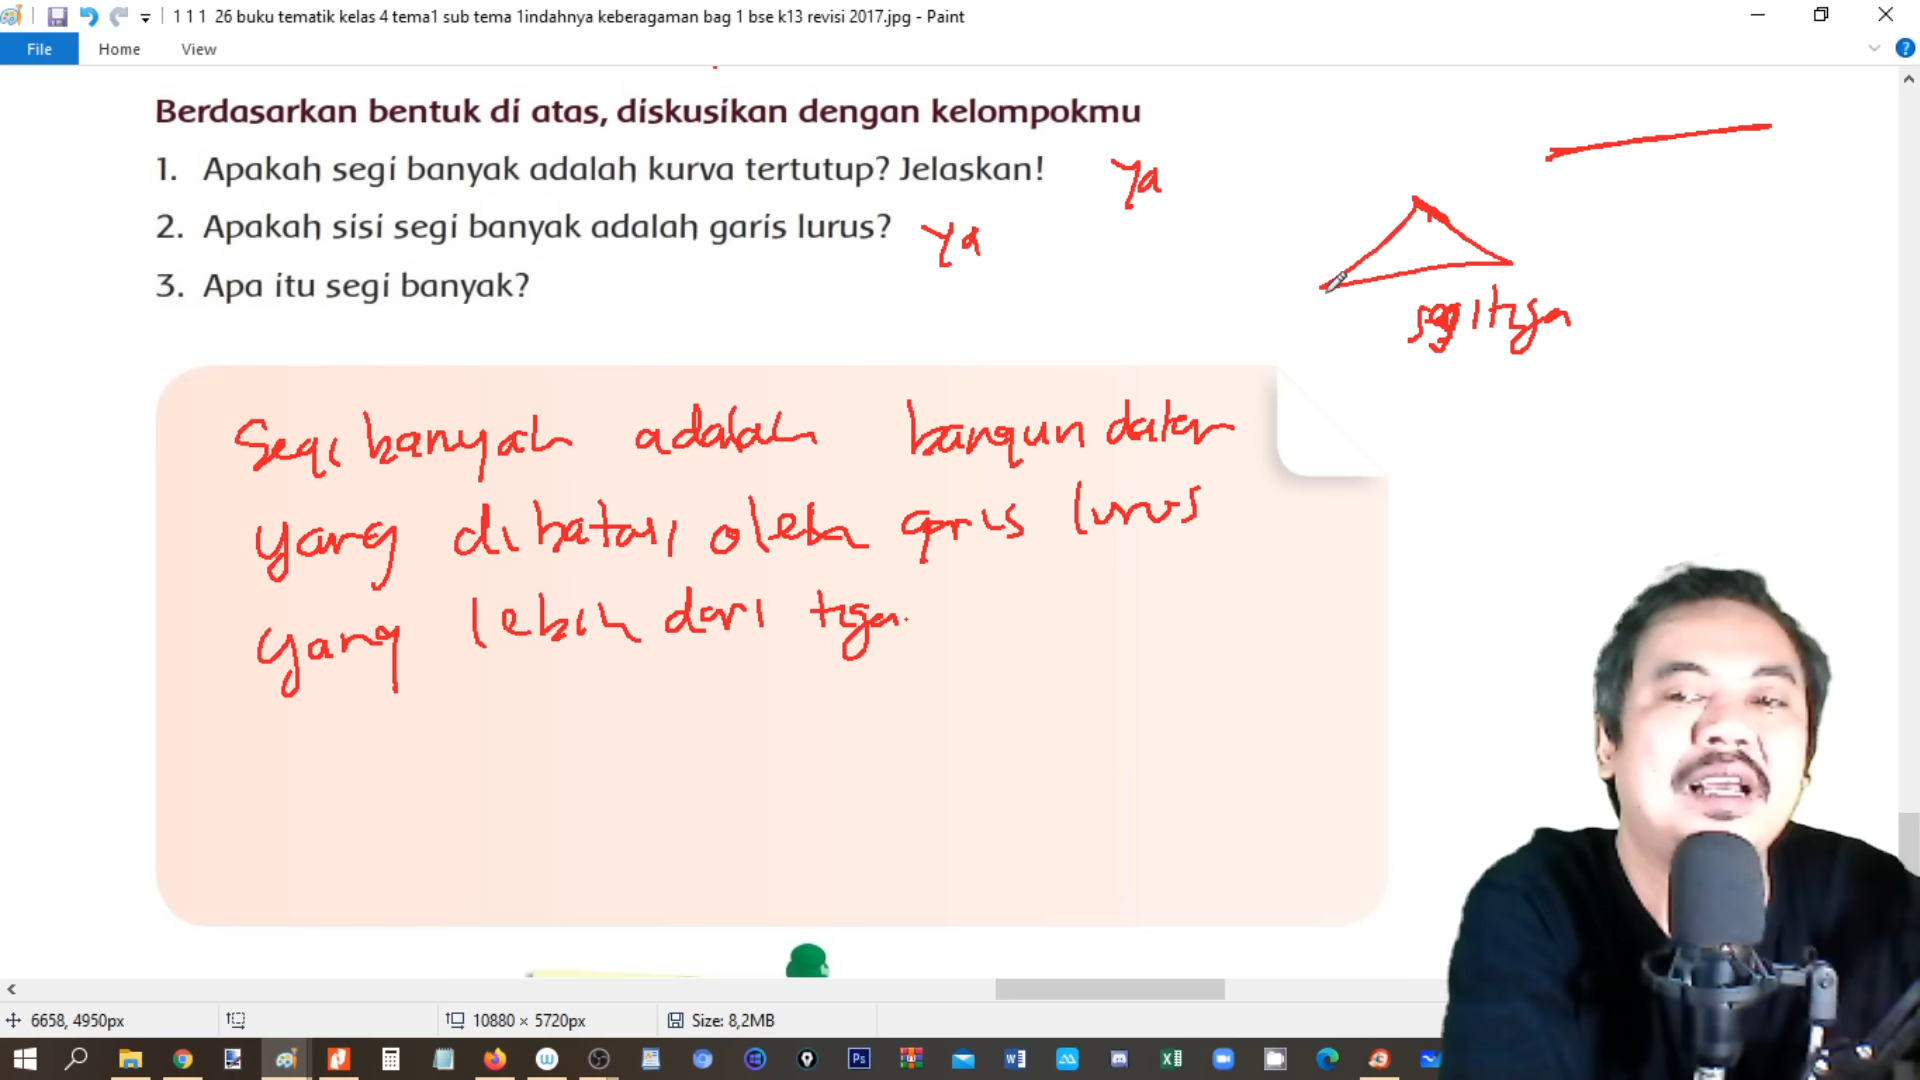 1 1 1  26 buku tematik kelas 4 tema1 sub tema 1indahnya keberagaman bag 1 bse k13 revisi 2017.jpg - Paint
File Home View
Berdasarkan bentuk di atas, diskusikan dengan kelompokmu
1. Apakah segi banyak adalah kurva tertutup? Jelaskan! Ya
2. Apakah sisi segi banyak adalah garis lurus? Ya
3. Apa itu segi banyak?
segitiga
Segi banyak adalah bangun datar
yang dibatasi oleh garis lurus
yang lebih dari tiga.
6658, 4950px 10880 × 5720px Size: 8,2MB